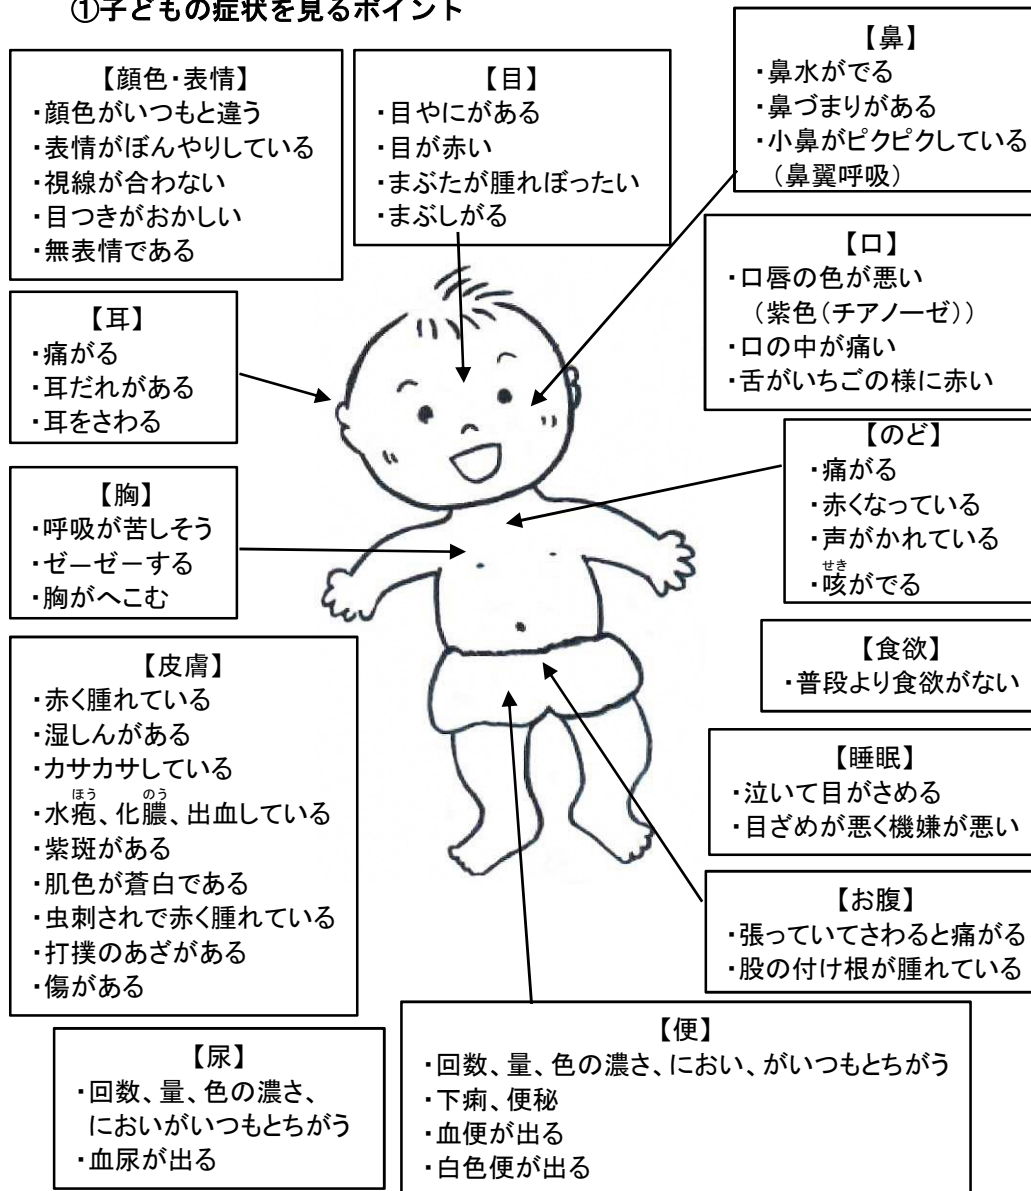 ①子どもの症状を見るポイント
【顔色・表情】
・顔色がいつもと違う
・表情がぼんやりしている
・視線が合わない
・目つきがおかしい
・無表情である
【目】
・目やにがある
・目が赤い
・まぶたが腫れぼったい
・まぶしがる
【鼻】
・鼻水がでる
・鼻づまりがある
・小鼻がピクピクしている
（鼻翼呼吸）
【口】
・口唇の色が悪い
（紫色（チアノーゼ））
・口の中が痛い
・舌がいちごの様に赤い
【耳】
・痛がる
・耳だれがある
・耳をさわる
【のど】
・痛がる
・赤くなっている
・声がかれている
せき
・咳がでる
【胸】
・呼吸が苦しそう
・ゼーゼーする
・胸がへこむ
【食欲】
・普段より食欲がない
【皮膚】
・赤く腫れている
・湿しんがある
・カサカサしている
ほう のう
・水疱、化膿、出血している
・紫斑がある
・肌色が蒼白である
・虫刺されで赤く腫れている
・打撲のあざがある
・傷がある
【睡眠】
・泣いて目がさめる
・目ざめが悪く機嫌が悪い
【お腹】
・張っていてさわると痛がる
・股の付け根が腫れている
【尿】
・回数、量、色の濃さ、
においがいつもとちがう
・血尿が出る
【便】
・回数、量、色の濃さ、におい、がいつもとちがう
・下痢、便秘
・血便が出る
・白色便が出る